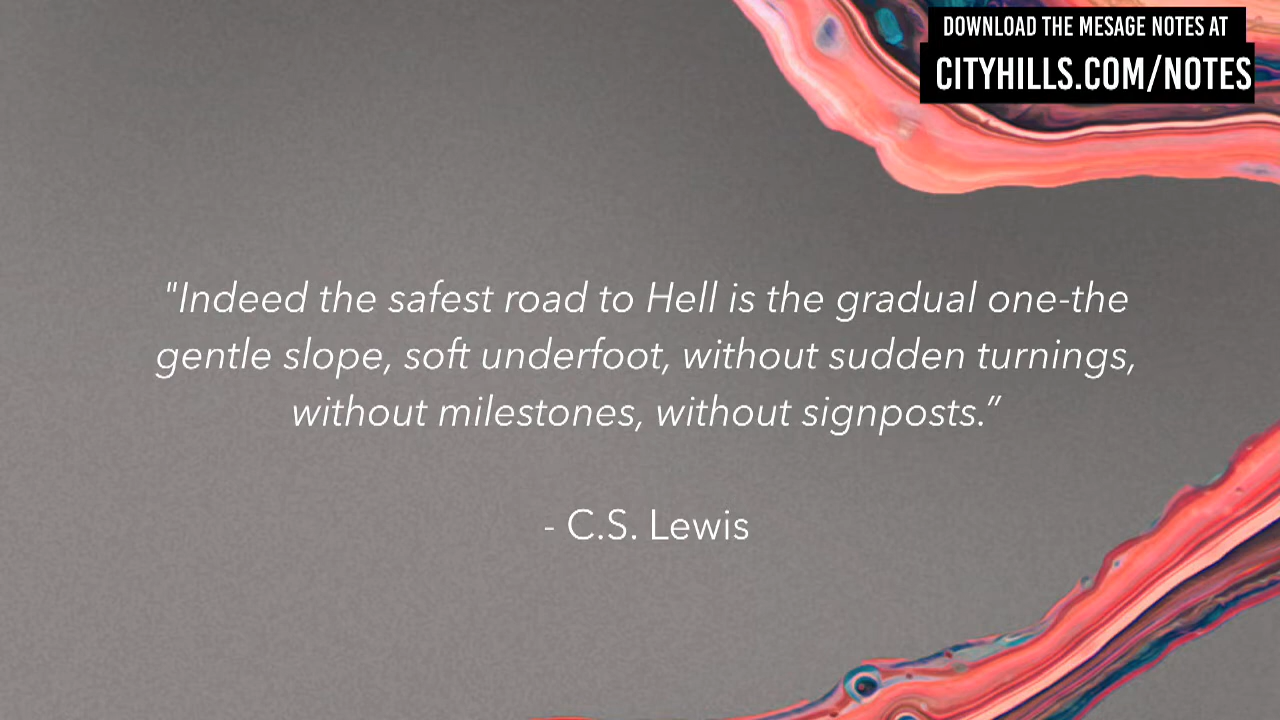 DOWNLOAD THE MESAGE NOTES AT
CITYHILLS.COM/NOTES
"Indeed the safest road to Hell is the gradual one-the
gentle slope, soft underfoot, without sudden turnings,
without milestones, without signposts.”
- C.S. Lewis